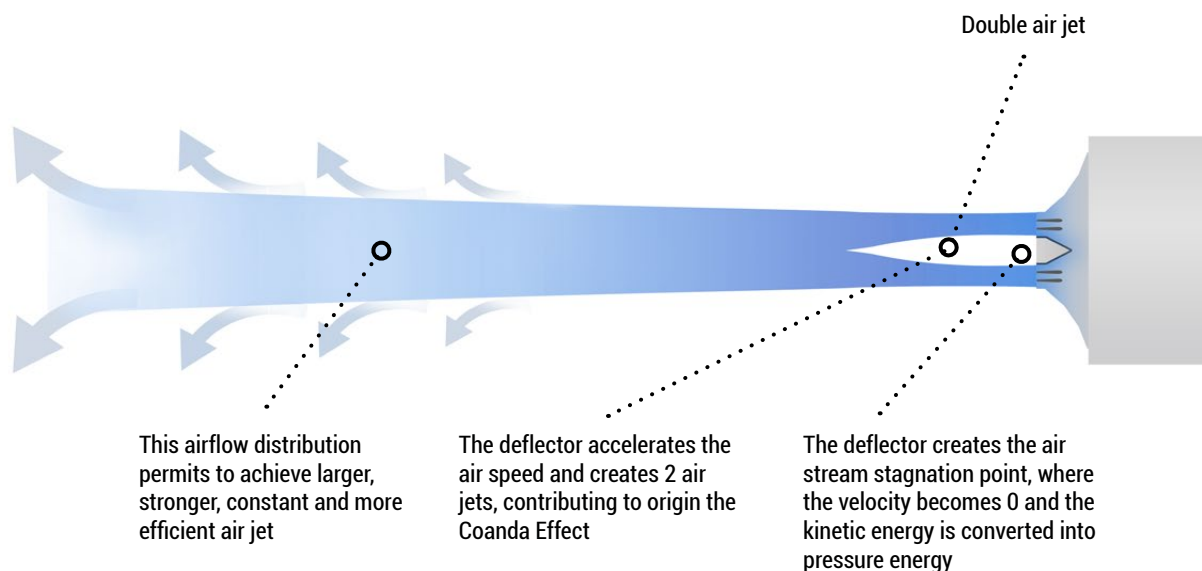 Double air jet
This airflow distribution
permits to achieve larger,
stronger, constant and more
efficient air jet
The deflector accelerates the
air speed and creates 2 air
jets, contributing to origin the
Coanda Effect
The deflector creates the air
stream stagnation point, where
the velocity becomes 0 and the
kinetic energy is converted into
pressure energy